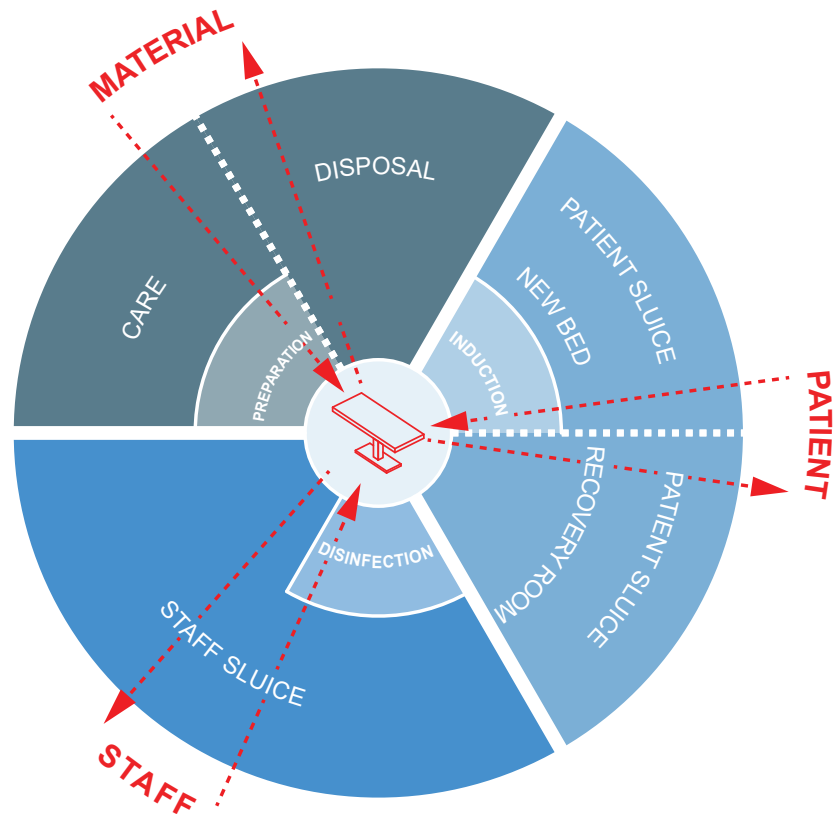 MATERIAL
DISPOSAL
CARE
PREPARATION
PATIENT SLUICE
NEW BED
INDUCTION
PATIENT
RECOVERY ROOM
PATIENT SLUICE
DISINFECTION
STAFF SLUICE
STAFF